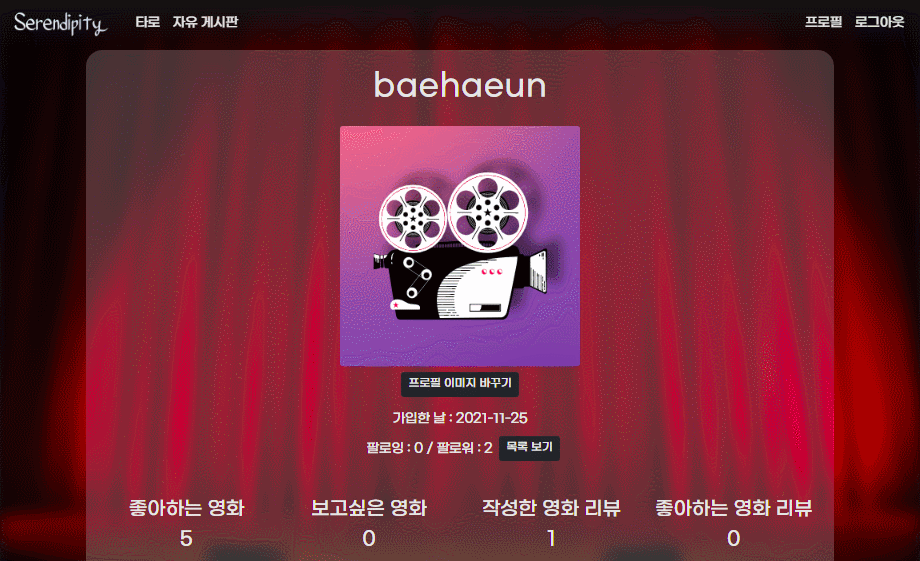 Serendipity 타로 자유 게시판 프로필 로그아웃
baehaeun
프로필 이미지 바꾸기
가입한 날 : 2021-11-25
팔로잉 : 0 / 팔로워 : 2 목록 보기
좋아하는 영화 보고싶은 영화 작성한 영화 리뷰 좋아하는 영화 리뷰
5 0 1 0